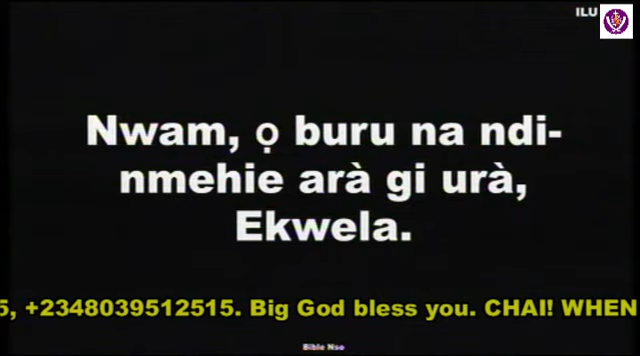 ILU
Nwam, ọ buru na ndi-
nmehie arà gi urà,
Ekwela.
5, +2348039512515. Big God bless you. CHAI! WHEN
Bible Nso